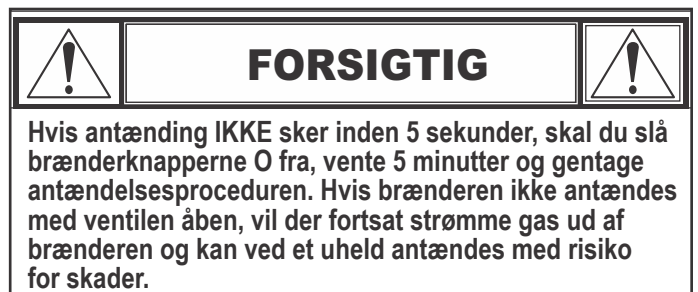 FORSIGTIG
Hvis antænding IKKE sker inden 5 sekunder, skal du slå
brænderknapperne O fra, vente 5 minutter og gentage
antændelsesproceduren. Hvis brænderen ikke antændes
med ventilen åben, vil der fortsat strømme gas ud af
brænderen og kan ved et uheld antændes med risiko
for skader.